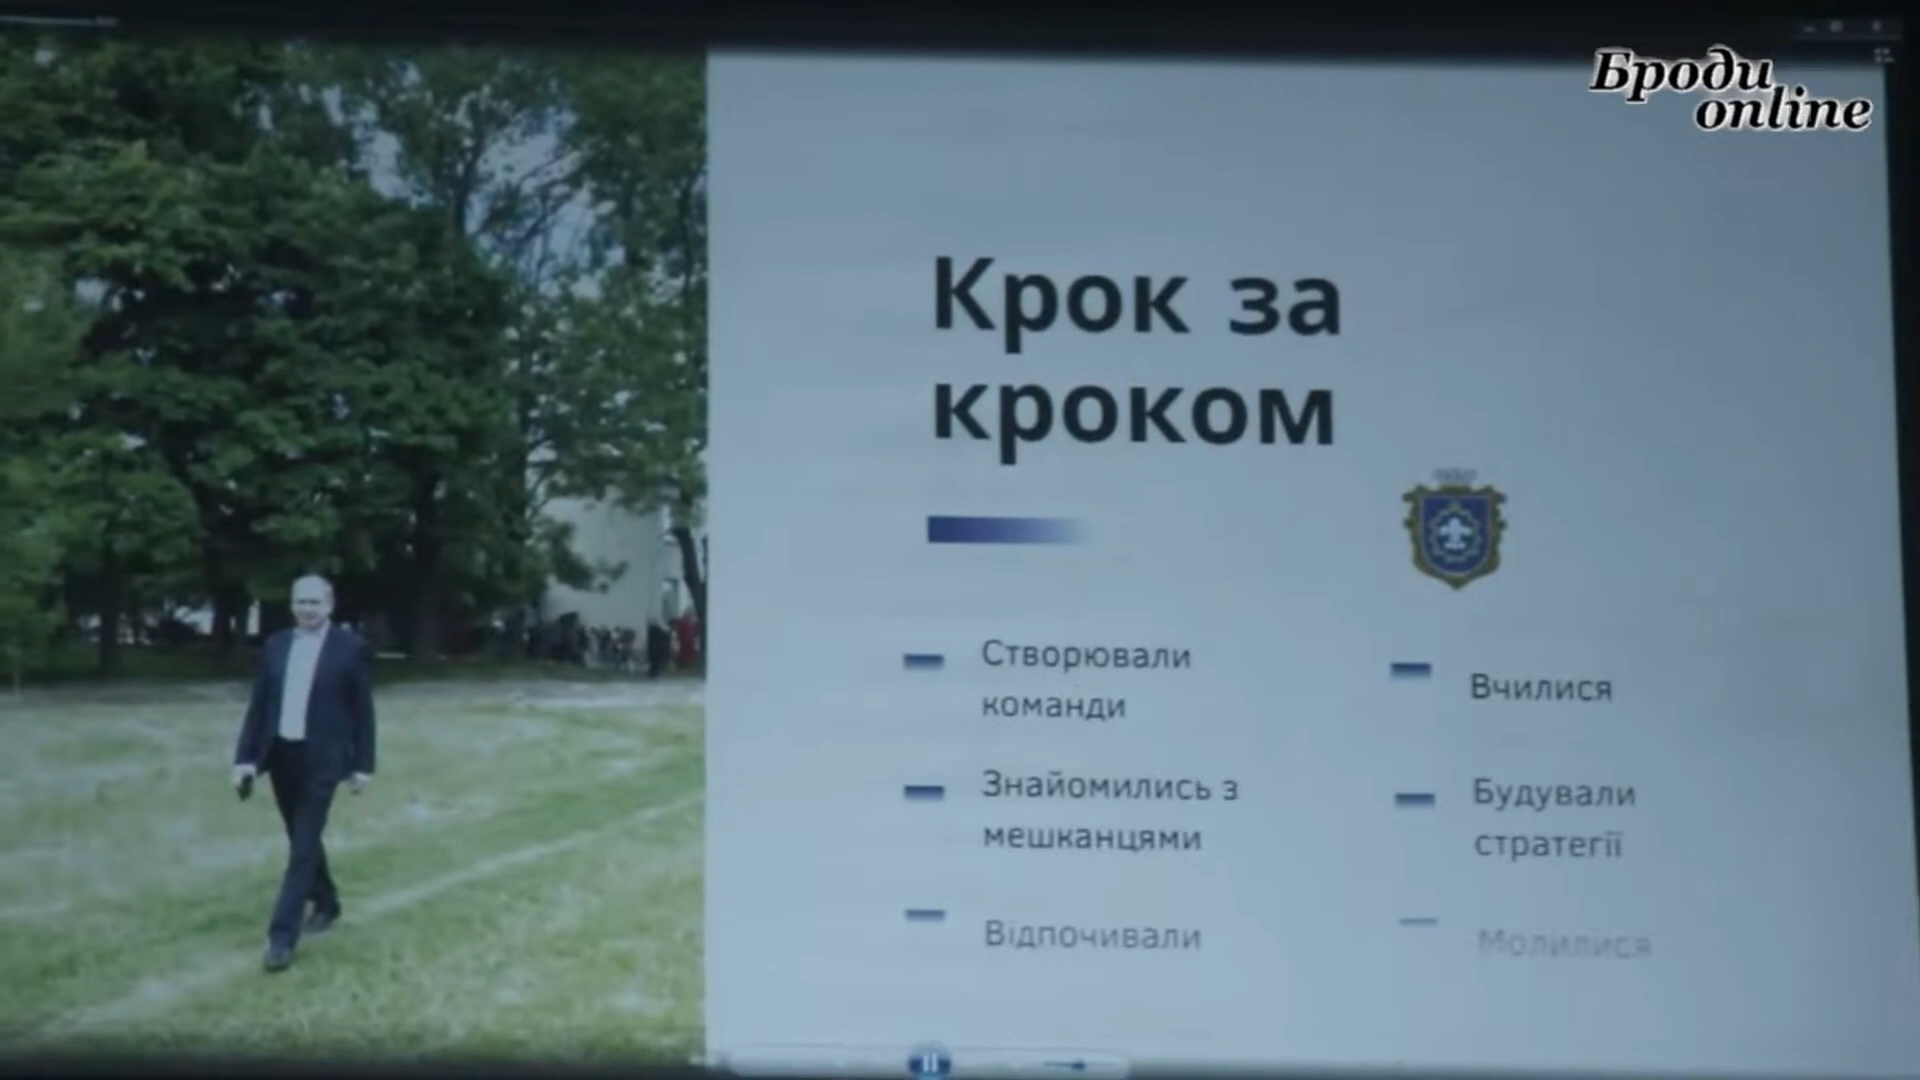 Броди
online
Крок за
кроком
Створювали
команди
Знайомились з
мешканцями
Відпочивали
Вчилися
Будували
стратегії
Молилися